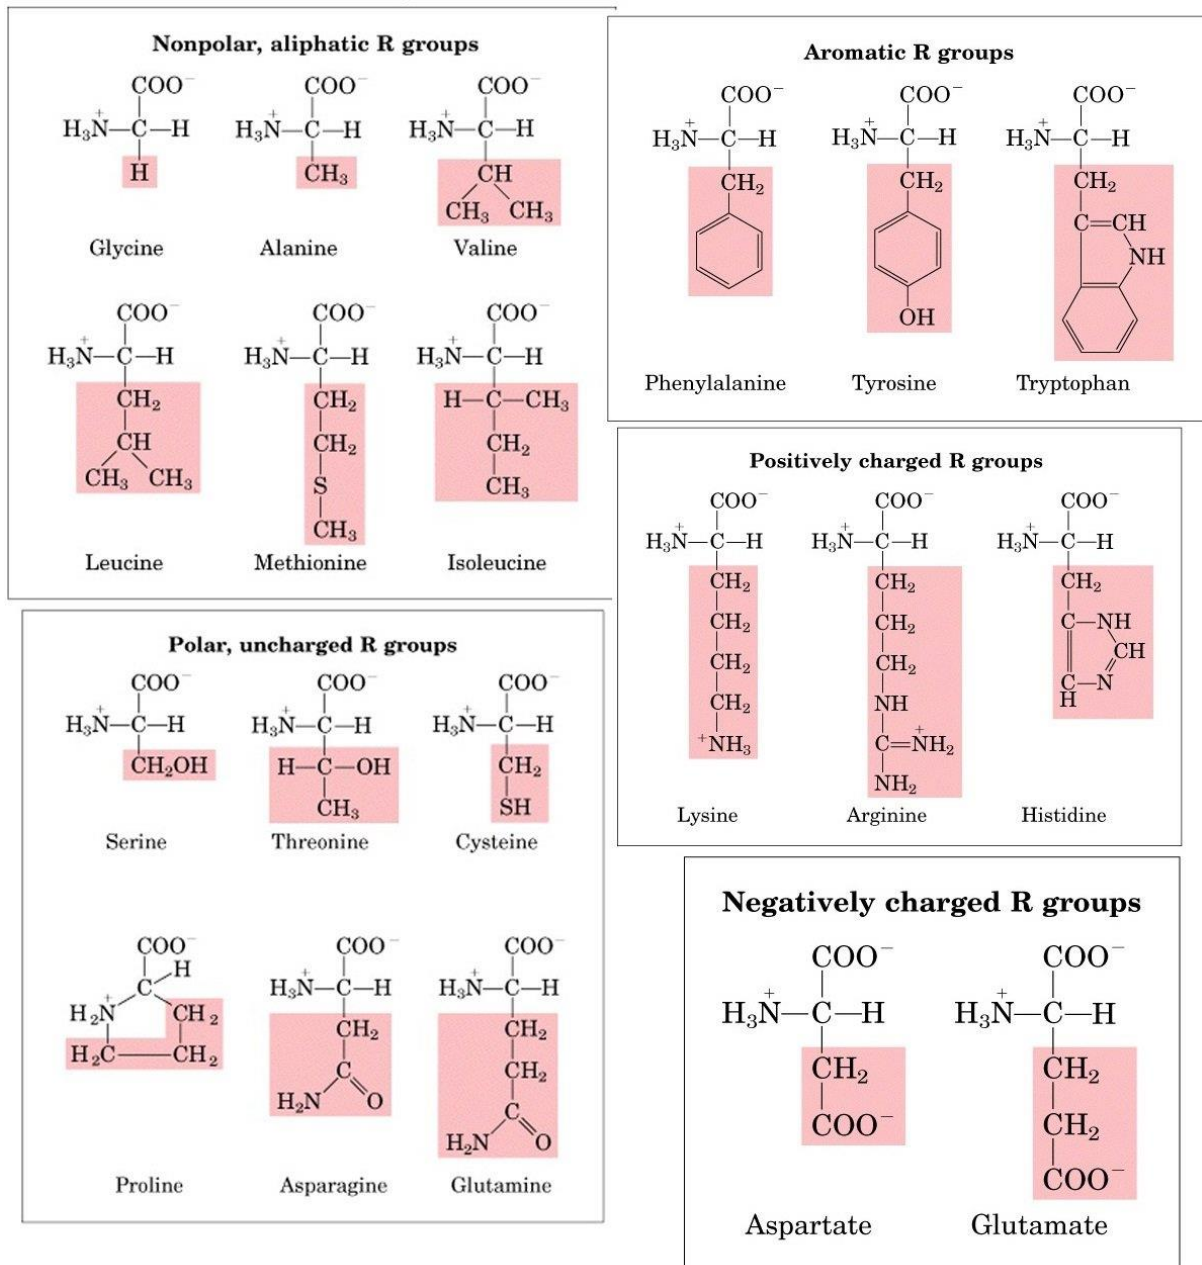 Nonpolar, aliphatic R groups
COO⁻ COO⁻ COO⁻
H₃N⁺—C—H H₃N⁺—C—H H₃N⁺—C—H
H CH₃ CH
CH₃ CH₃
Glycine Alanine Valine
COO⁻ COO⁻ COO⁻
H₃N⁺—C—H H₃N⁺—C—H H₃N⁺—C—H
CH₂ CH₂ H—C—CH₃
CH CH₂ CH₂
CH₃ CH₃ S CH₃
CH₃
Leucine Methionine Isoleucine
Aromatic R groups
COO⁻ COO⁻ COO⁻
H₃N⁺—C—H H₃N⁺—C—H H₃N⁺—C—H
CH₂ CH₂ CH₂
C=CH
NH
OH
Phenylalanine Tyrosine Tryptophan
Positively charged R groups
COO⁻ COO⁻ COO⁻
H₃N⁺—C—H H₃N⁺—C—H H₃N⁺—C—H
CH₂ CH₂ CH₂
CH₂ CH₂ C—NH
CH₂ CH₂ CH
CH₂ NH C—N
H
⁺NH₃ C=N⁺H₂
NH₂
Lysine Arginine Histidine
Polar, uncharged R groups
COO⁻ COO⁻ COO⁻
H₃N⁺—C—H H₃N⁺—C—H H₃N⁺—C—H
CH₂OH H—C—OH CH₂
CH₃ SH
Serine Threonine Cysteine
COO⁻ COO⁻ COO⁻
H
C H₃N⁺—C—H H₃N⁺—C—H
H₂N⁺ CH₂ CH₂ CH₂
H₂C—CH₂ C CH₂
H₂N O C
H₂N O
Proline Asparagine Glutamine
Negatively charged R groups
COO⁻ COO⁻
H₃N⁺—C—H H₃N⁺—C—H
CH₂ CH₂
COO⁻ CH₂
COO⁻
Aspartate Glutamate